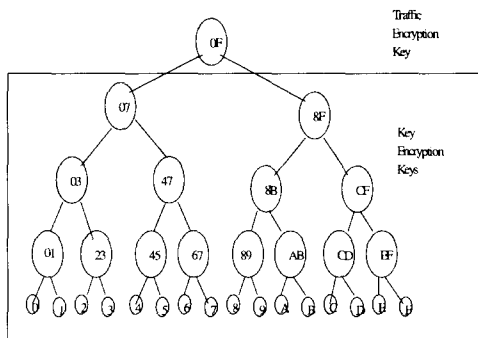 Traffic
Encryption
Key
0F
07
8F
Key
Encryption
Keys
03
47
8B
CF
01
23
45
67
89
AB
CD
EF
0 1 2 3 4 5 6 7 8 9 A B C D E F